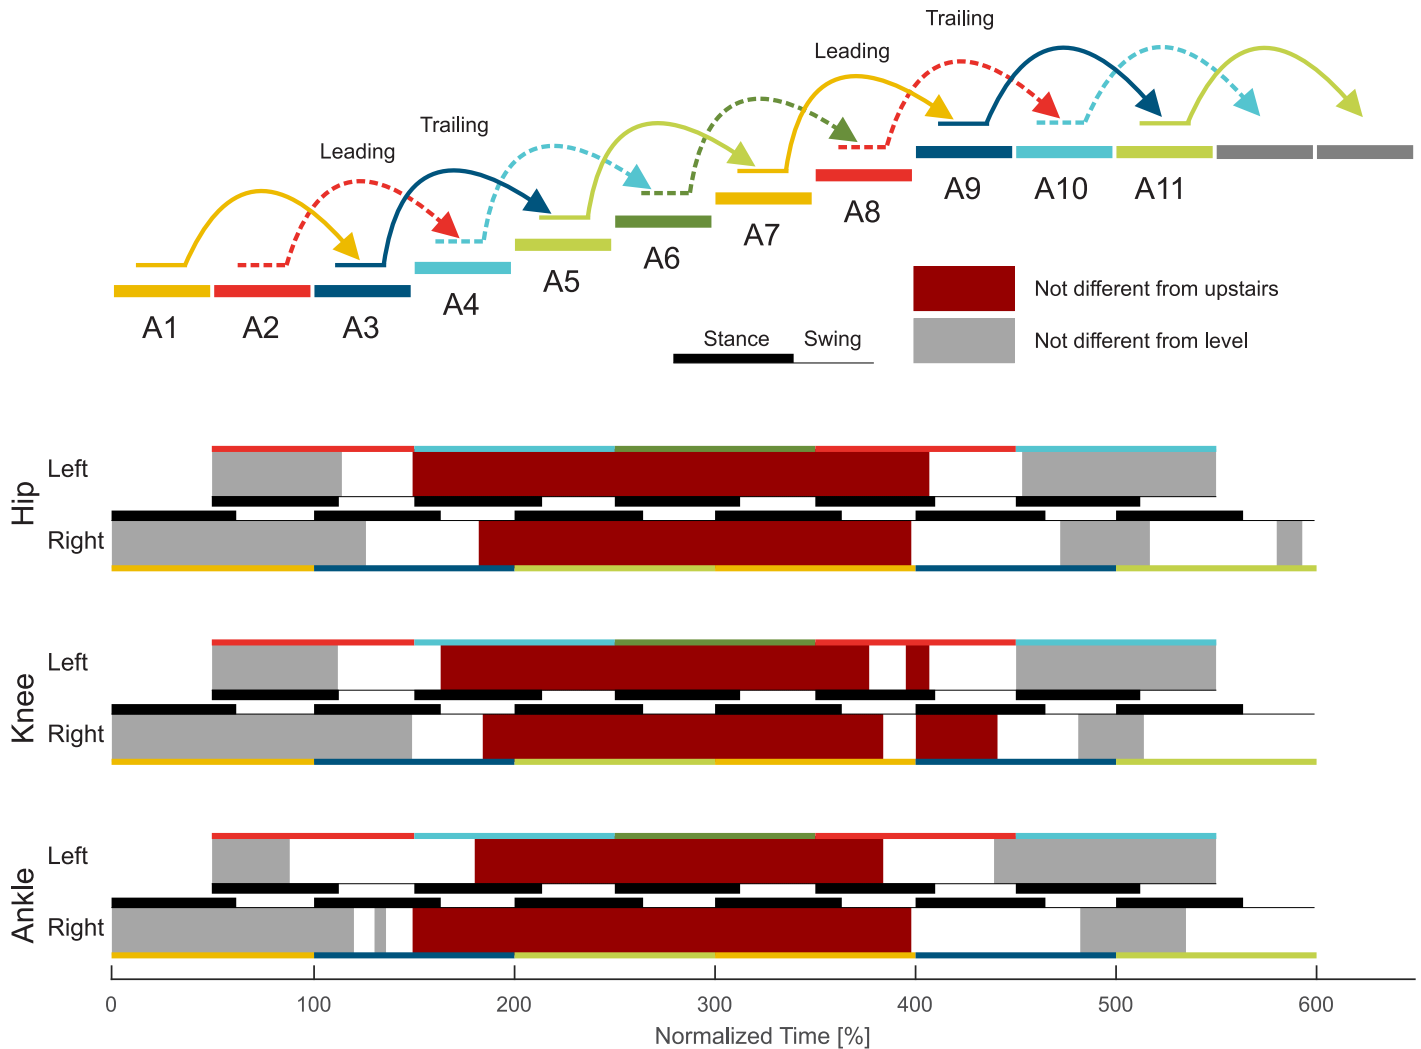 Trailing
Leading
Trailing
Leading
A1
A2
A3
A4
A5
A6
A7
A8
A9
A10
A11
Not different from upstairs
Not different from level
Stance
Swing
Hip
Left
Right
Knee
Left
Right
Ankle
Left
Right
0
100
200
300
400
500
600
Normalized Time [%]